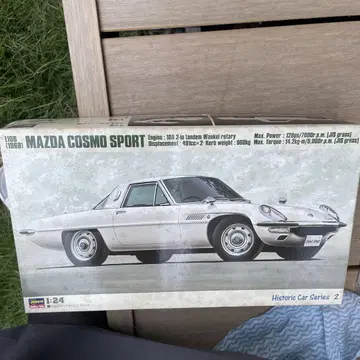 L10B
(1968)
MAZDA COSMO SPORT
Engine : 10A 2-in tandem Wankel rotary
Displacement : 491cc×2 Kerb weight : 960kg
Max. Power : 128ps/7000r.p.m. (JIS gross)
Max. Torque : 14.2kg-m/5,000r.p.m. (JIS gross)
Hasegawa
1:24
Historic Car Series 2